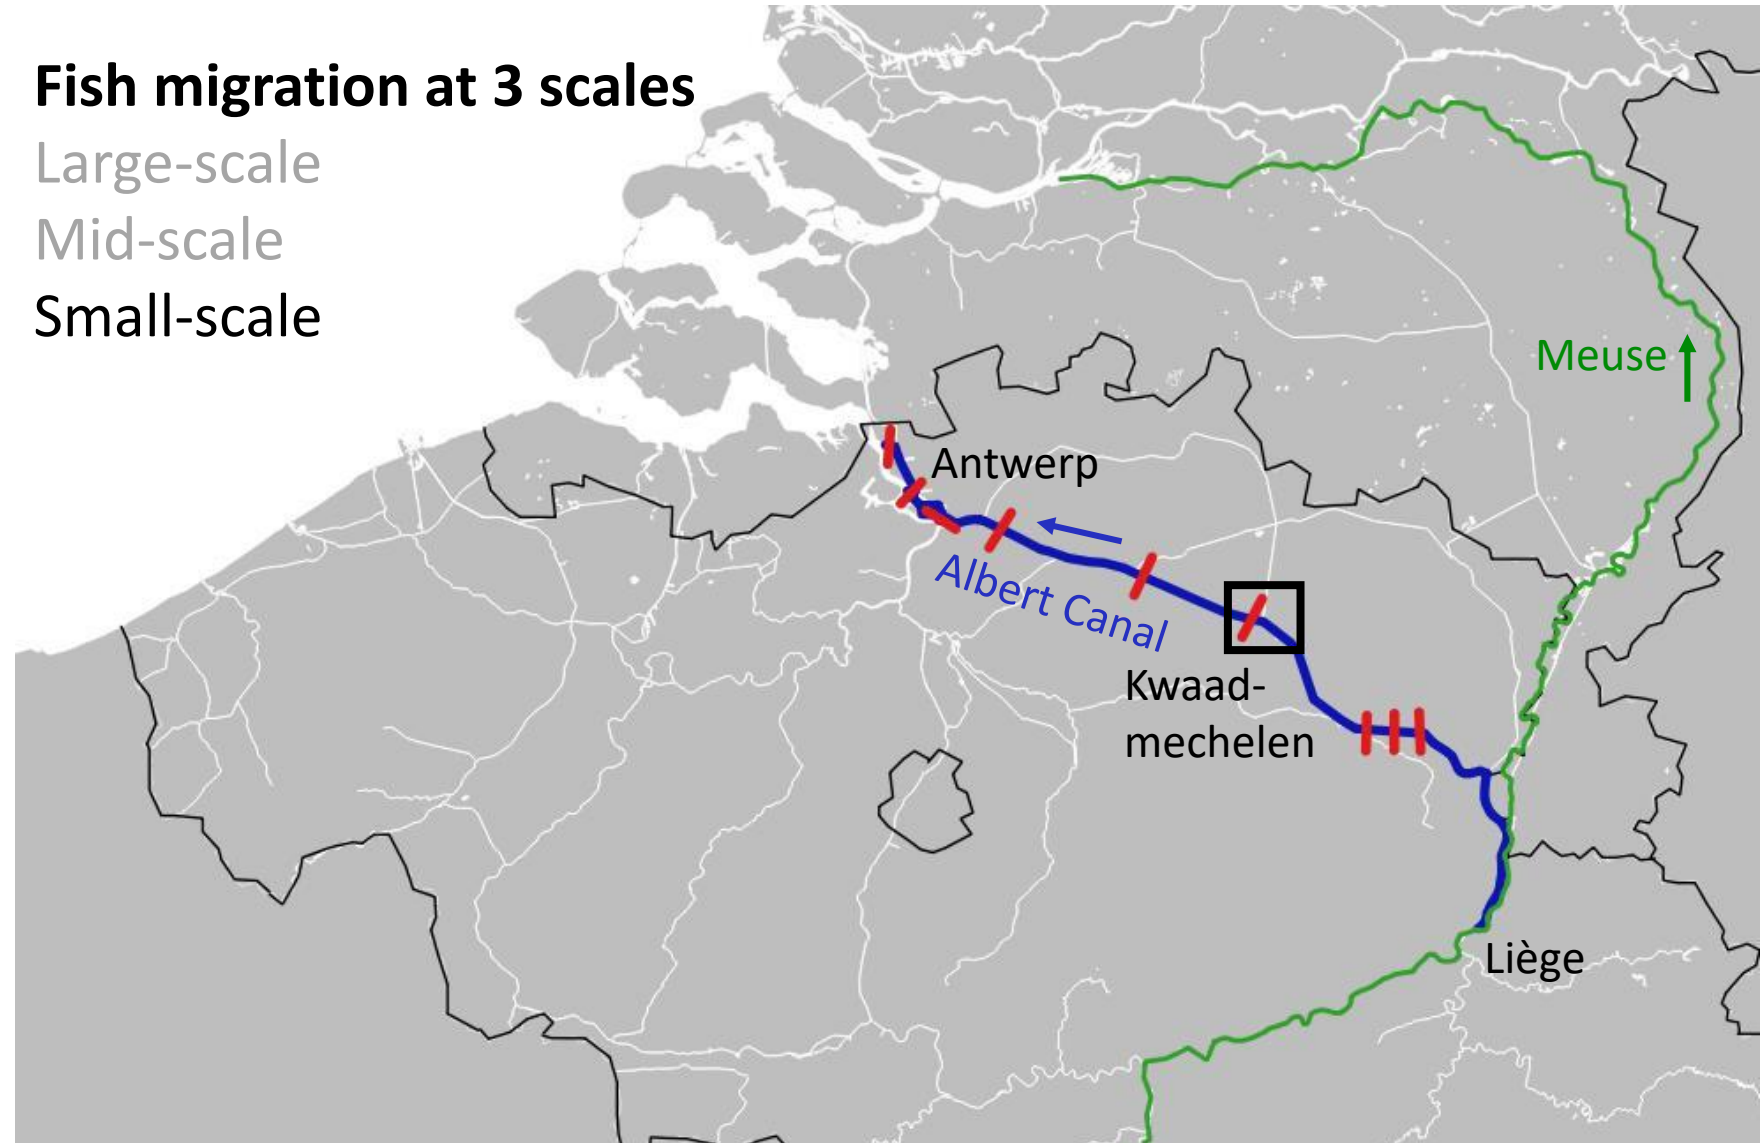 Fish migration at 3 scales
Large-scale
Mid-scale
Small-scale
Meuse
Antwerp
Albert Canal
Kwaad-
mechelen
Liège